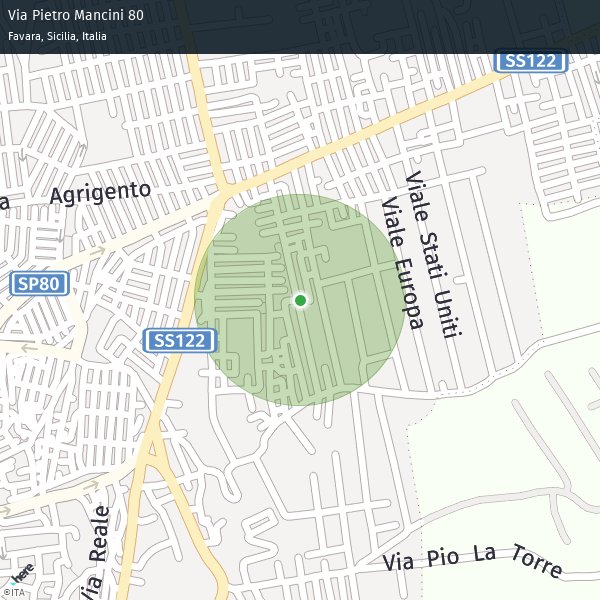 Via Pietro Mancini 80
Favara, Sicilia, Italia
SS122
a
Agrigento
Viale Stati Uniti
Viale Europa
SP80
SS122
Via Reale
Via Pio La Torre
here
©ITA